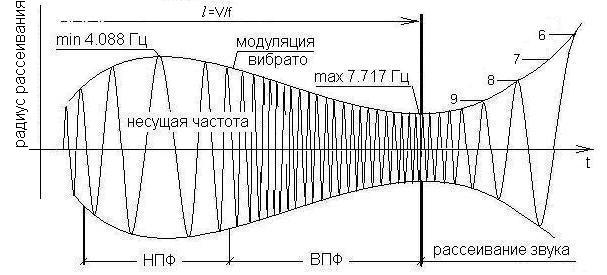 l=V/f
min 4.088 Гц
модуляция
вибрато
max 7.717 Гц
6
7
8
9
радиус рассеивания
несущая частота
t
НПФ
ВПФ
рассеивание звука